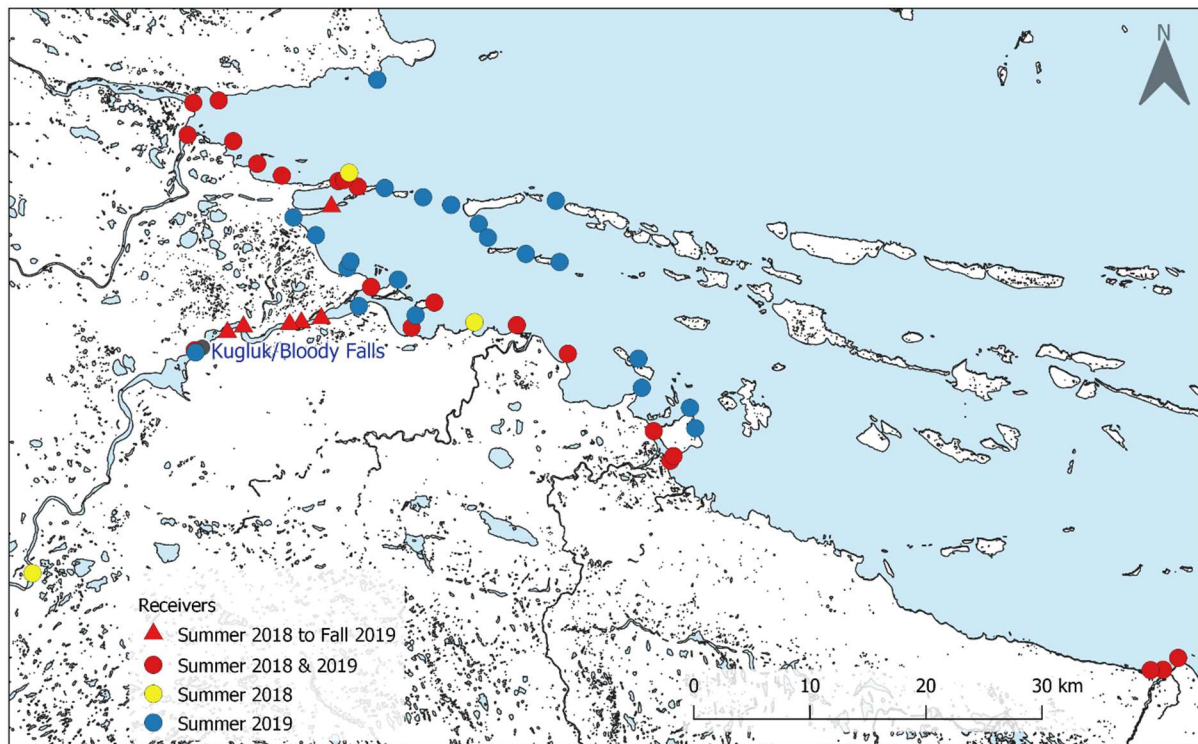 N
Kugluk/Bloody Falls
Receivers
Summer 2018 to Fall 2019
Summer 2018 & 2019
Summer 2018
Summer 2019
0 10 20 30 km